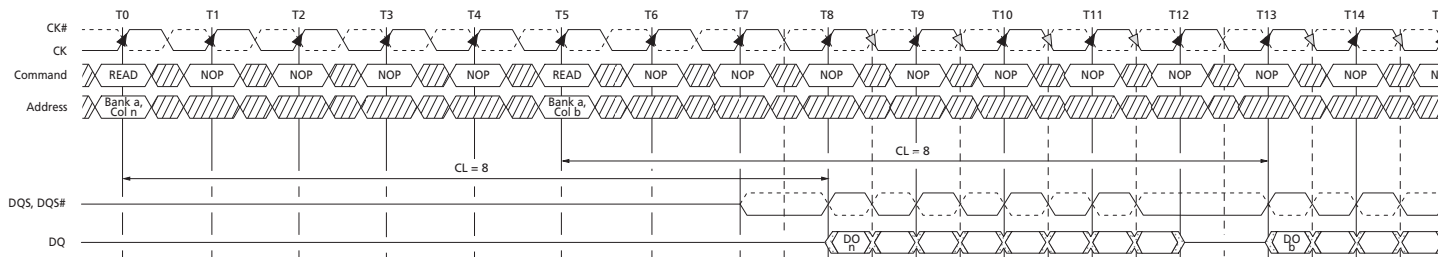 T0 T1 T2 T3 T4 T5 T6 T7 T8 T9 T10 T11 T12 T13 T14 T
CK#
CK
Command READ NOP NOP NOP NOP READ NOP NOP NOP NOP NOP NOP NOP NOP NOP N
Address Bank a, Col n Bank a, Col b
CL = 8
CL = 8
DQS, DQS#
DQ DO n DO b